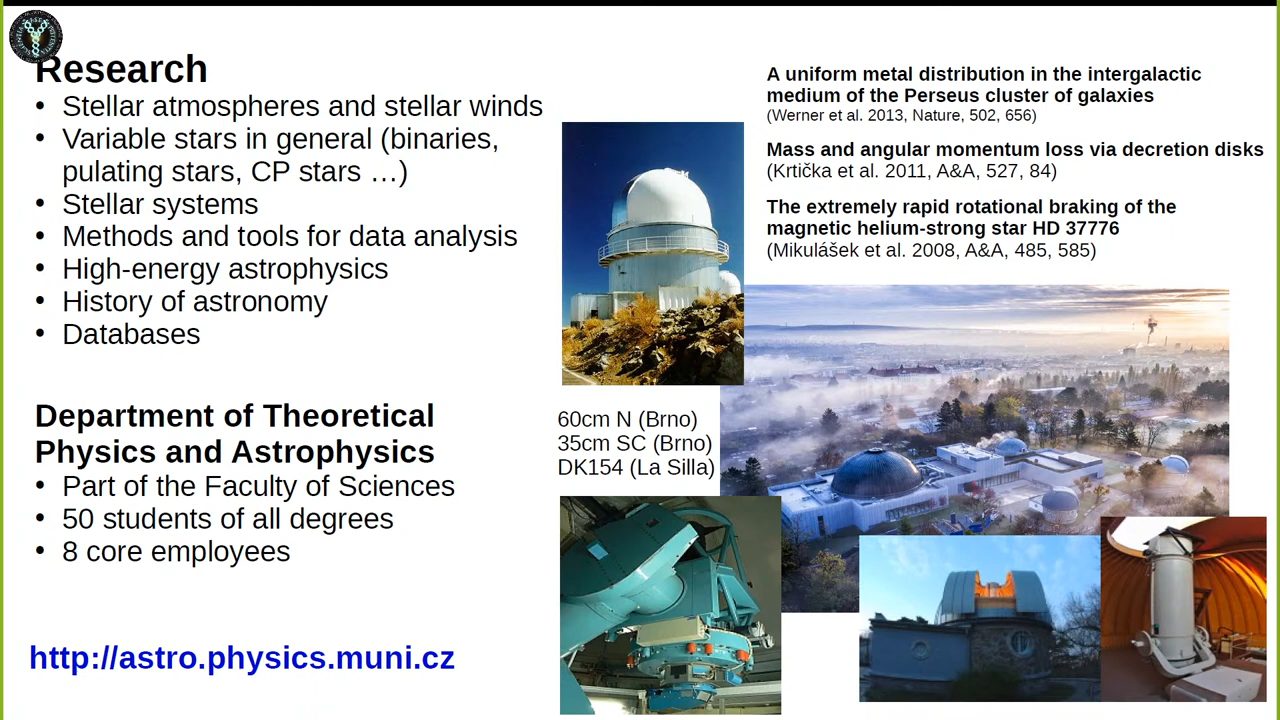 Research
• Stellar atmospheres and stellar winds
• Variable stars in general (binaries,
pulating stars, CP stars …)
• Stellar systems
• Methods and tools for data analysis
• High-energy astrophysics
• History of astronomy
• Databases
Department of Theoretical
Physics and Astrophysics
• Part of the Faculty of Sciences
• 50 students of all degrees
• 8 core employees
http://astro.physics.muni.cz
60cm N (Brno)
35cm SC (Brno)
DK154 (La Silla)
A uniform metal distribution in the intergalactic
medium of the Perseus cluster of galaxies
(Werner et al. 2013, Nature, 502, 656)
Mass and angular momentum loss via decretion disks
(Krtička et al. 2011, A&A, 527, 84)
The extremely rapid rotational braking of the
magnetic helium-strong star HD 37776
(Mikulášek et al. 2008, A&A, 485, 585)